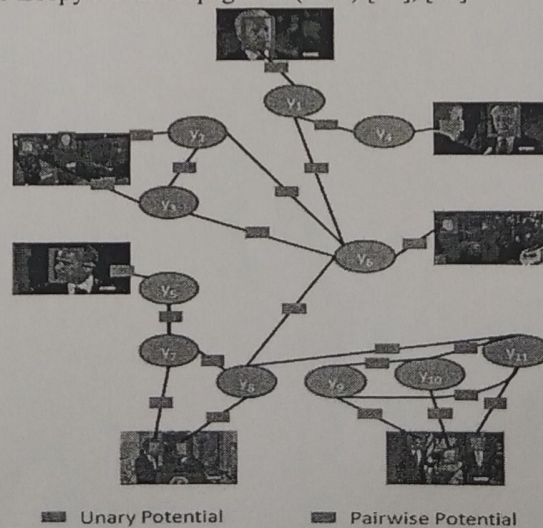 y₁
y₂
y₄
y₃
y₆
y₅
y₇
y₁₁
y₈
y₉
y₁₀
Unary Potential
Pairwise Potential